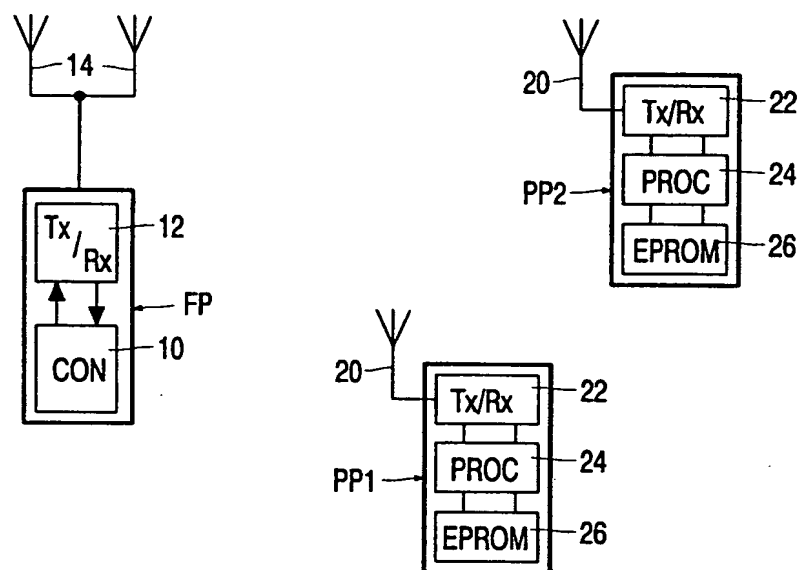 14
Tx/Rx
12
FP
CON
10
20
Tx/Rx
22
PROC
24
PP2
EPROM
26
20
Tx/Rx
22
PROC
24
PP1
EPROM
26